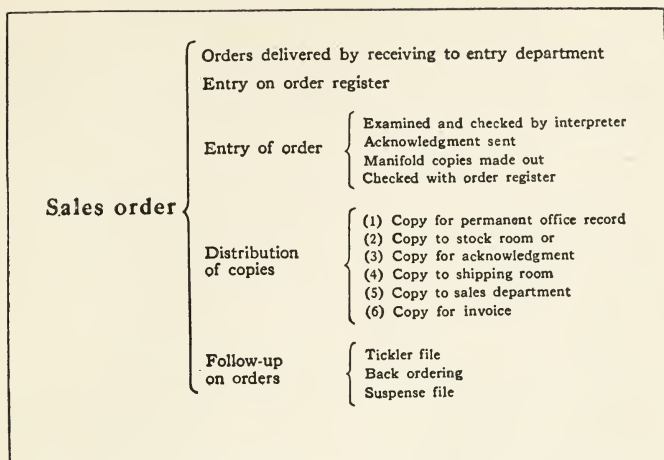 Orders delivered by receiving to entry department
Entry on order register
Entry of order
Examined and checked by interpreter
Acknowledgment sent
Manifold copies made out
Checked with order register
Sales order
Distribution
of copies
(1) Copy for permanent office record
(2) Copy to stock room or
(3) Copy for acknowledgment
(4) Copy to shipping room
(5) Copy to sales department
(6) Copy for invoice
Follow-up
on orders
Tickler file
Back ordering
Suspense file